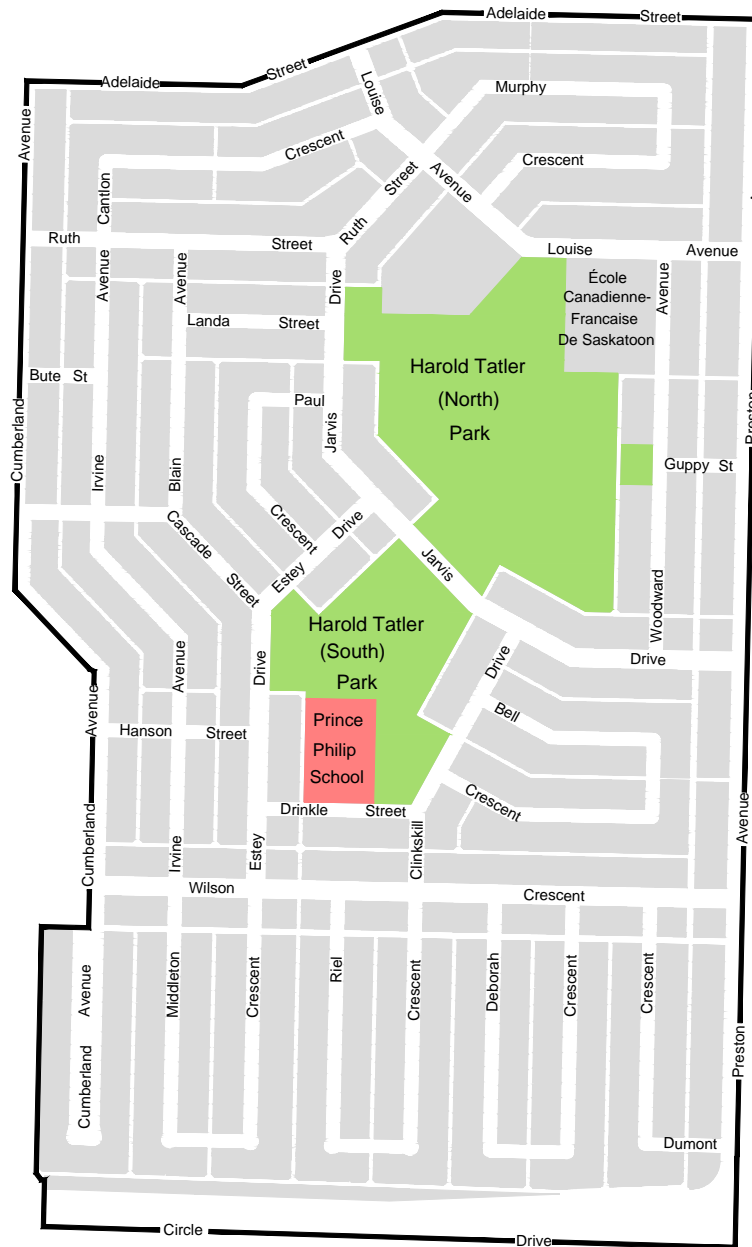 Adelaide Street
Adelaide Street
Louise Avenue
Murphy
Crescent
Avenue
Cantlon Crescent
Ruth Street
Ruth Street
Louise Avenue
Avenue
Avenue
Drive
Avenue
École
Canadienne-
Francaise
De Saskatoon
Landa Street
Harold Tatler
(North)
Park
Bute St
Cumberland
Paul
Crescent
Preston
Jarvis
Irvine
Blain
Guppy St
Cascade
Street
Estey Drive
Jarvis
Woodward
Harold Tatler
(South)
Park
Drive
Drive
Avenue
Drive
Avenue
Hanson Street
Bell
Crescent
Prince
Philip
School
Drinkle Street
Cumberland
Irvine
Estey
Clinkskill
Avenue
Wilson Crescent
Avenue
Cumberland
Middleton
Crescent
Riel
Crescent
Deborah
Crescent
Crescent
Dumont
Preston
Circle Drive